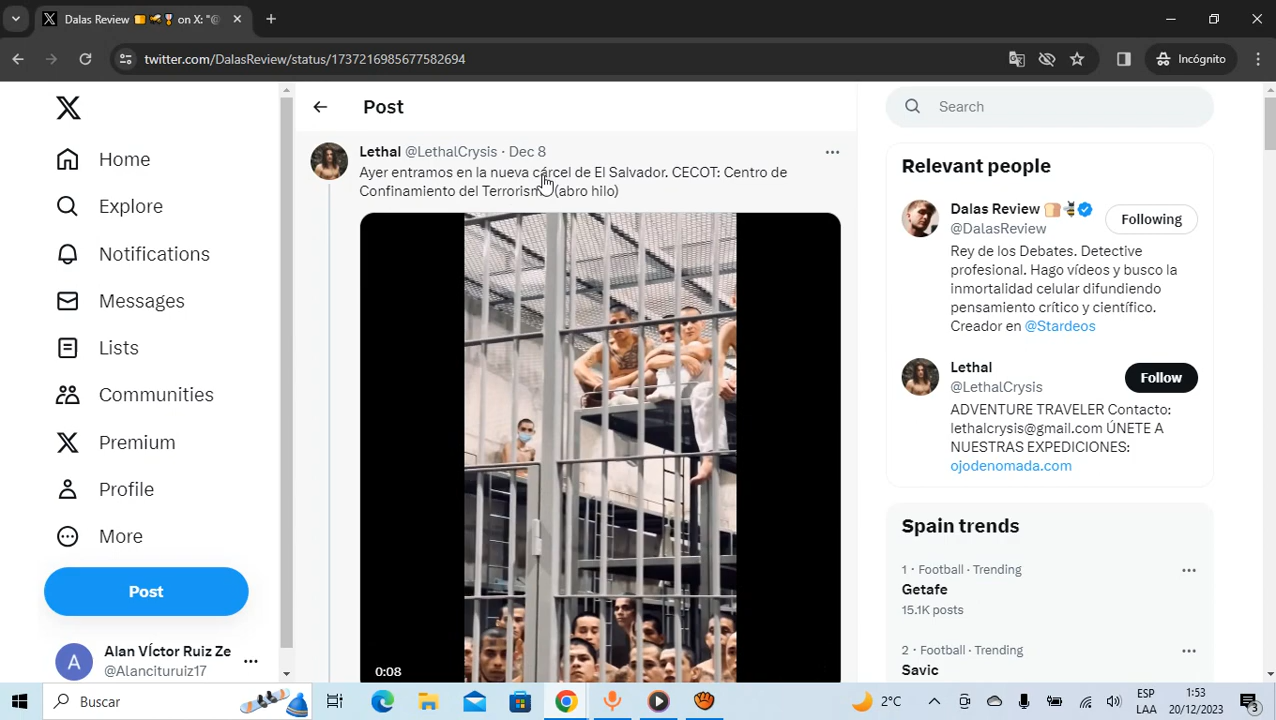 Dalas Review on X: "@
twitter.com/DalasReview/status/1737216985677582694
Incógnito
Home
Explore
Notifications
Messages
Lists
Communities
Premium
Profile
More
Post
Alan VÍctor Ruiz Ze
@Alancituruiz17
Post
Lethal @LethalCrysis · Dec 8
Ayer entramos en la nueva cárcel de El Salvador. CECOT: Centro de
Confinamiento del Terrorism (abro hilo)
0:08
Search
Relevant people
Dalas Review
@DalasReview
Following
Rey de los Debates. Detective
profesional. Hago vídeos y busco la
inmortalidad celular difundiendo
pensamiento crítico y científico.
Creador en @Stardeos
Lethal
@LethalCrysis
Follow
ADVENTURE TRAVELER Contacto:
lethalcrysis@gmail.com ÚNETE A
NUESTRAS EXPEDICIONES:
ojodenomada.com
Spain trends
1 · Football · Trending
Getafe
15.1K posts
2 · Football · Trending
Savic
Buscar
2°C
ESP
LAA
1:53
20/12/2023
3